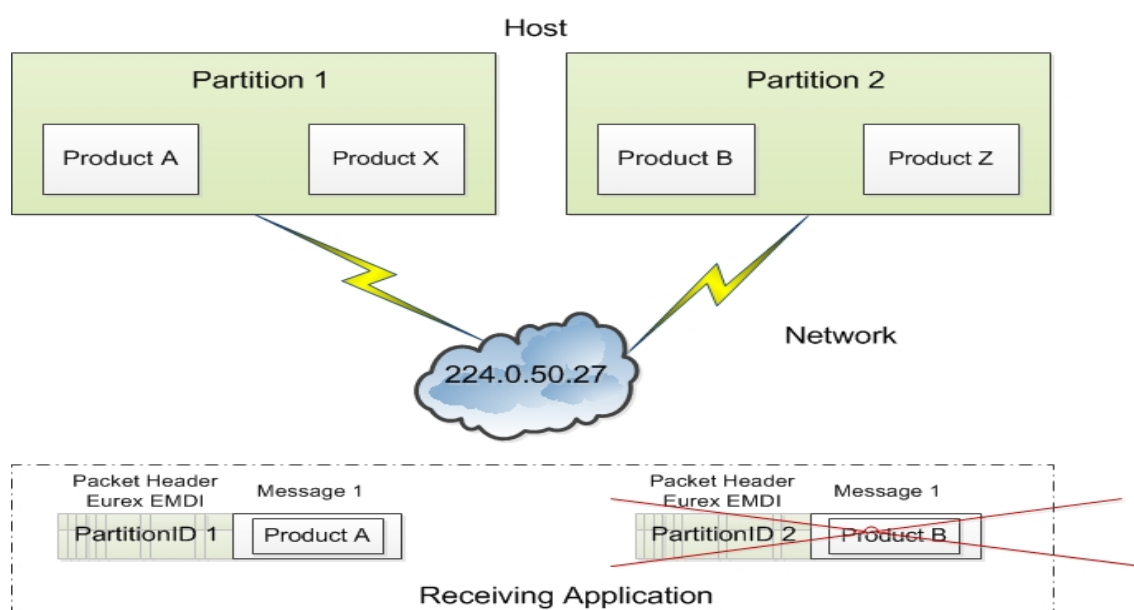 Host
Partition 1
Partition 2
Product A
Product X
Product B
Product Z
Network
224.0.50.27
Packet Header
Eurex EMDI
Message 1
PartitionID 1
Product A
Packet Header
Eurex EMDI
Message 1
PartitionID 2
Product B
Receiving Application